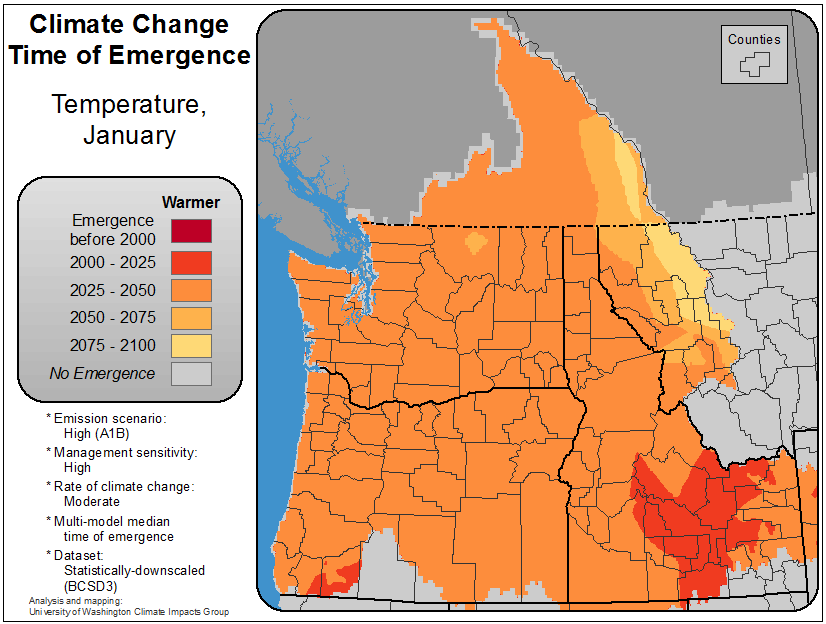 Climate Change
Time of Emergence
Temperature,
January
Warmer
Emergence
before 2000
2000 - 2025
2025 - 2050
2050 - 2075
2075 - 2100
No Emergence
* Emission scenario:
High (A1B)
* Management sensitivity:
High
* Rate of climate change:
Moderate
* Multi-model median
time of emergence
* Dataset:
Statistically-downscaled
(BCSD3)
Analysis and mapping:
University of Washington Climate Impacts Group
Counties